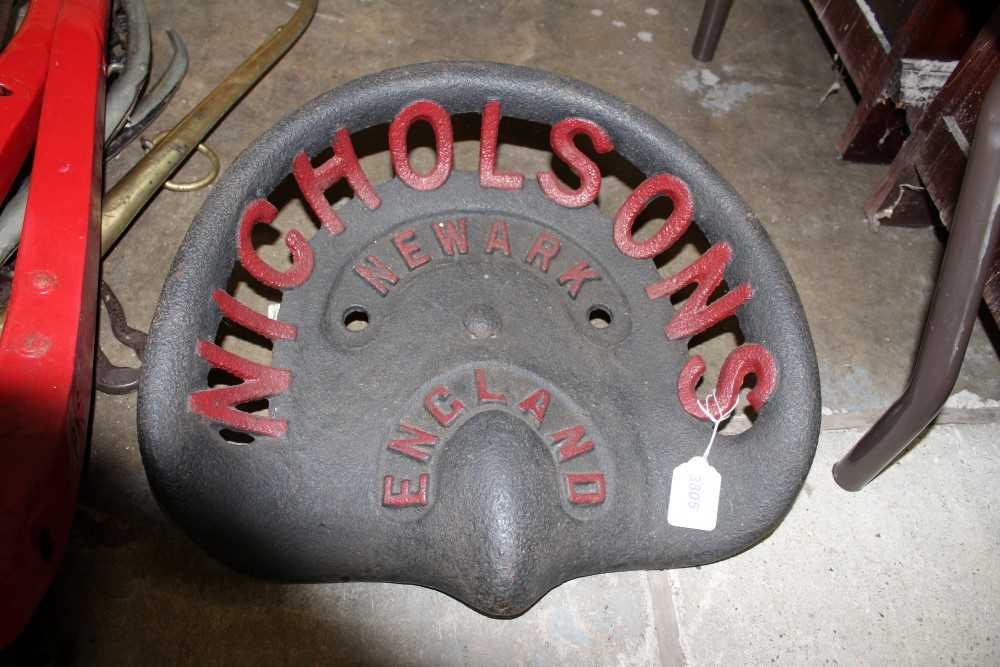 NICHOLSONS
NEWARK
ENGLAND
3805